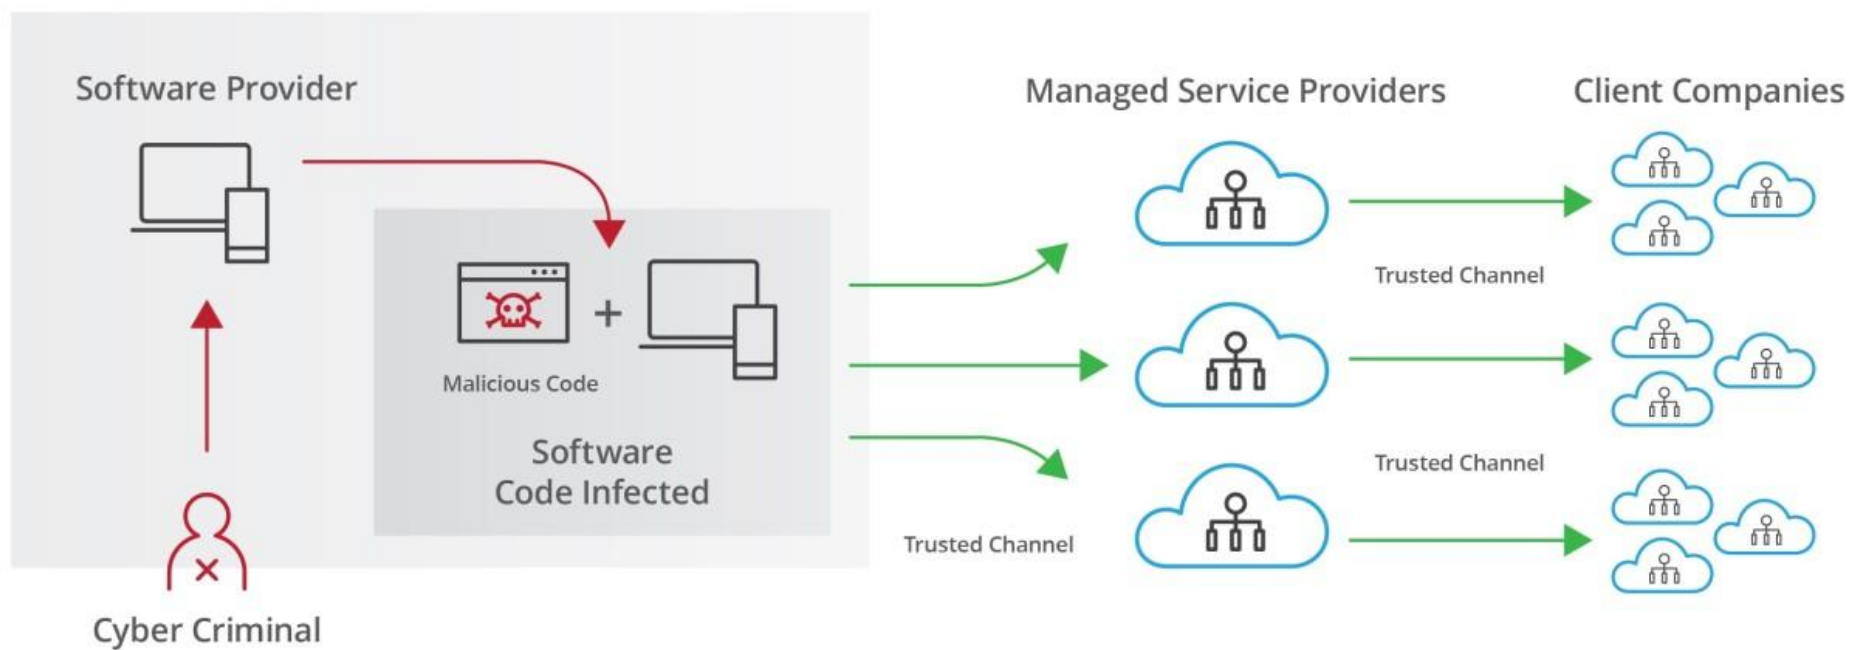 Software Provider
Managed Service Providers
Client Companies
Trusted Channel
Malicious Code
Software
Code Infected
Trusted Channel
Trusted Channel
Cyber Criminal